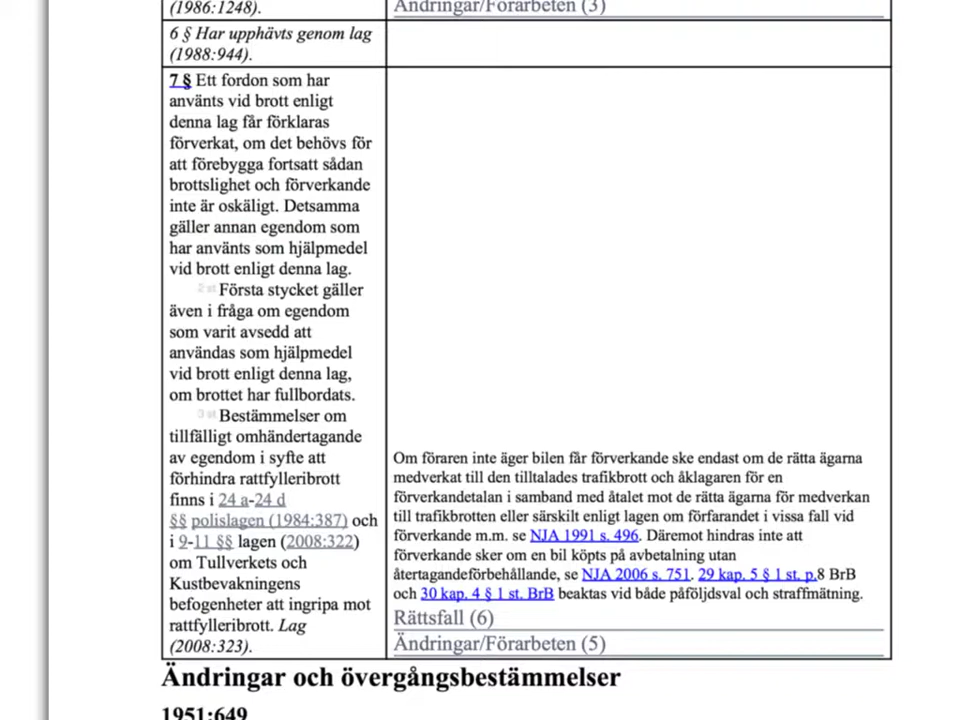 (1986:1248).
Ändringar/Förarbeten (3)
6 § Har upphävts genom lag
(1988:944).
7 § Ett fordon som har
använts vid brott enligt
denna lag får förklaras
förverkat, om det behövs för
att förebygga fortsatt sådan
brottslighet och förverkande
inte är oskäligt. Detsamma
gäller annan egendom som
har använts som hjälpmedel
vid brott enligt denna lag.
2 st Första stycket gäller
även i fråga om egendom
som varit avsedd att
användas som hjälpmedel
vid brott enligt denna lag,
om brottet har fullbordats.
3 st Bestämmelser om
tillfälligt omhändertagande
av egendom i syfte att
förhindra rattfylleribrott
finns i 24 a-24 d
§§ polislagen (1984:387) och
i 9-11 §§ lagen (2008:322)
om Tullverkets och
Kustbevakningens
befogenheter att ingripa mot
rattfylleribrott. Lag
(2008:323).
Om föraren inte äger bilen får förverkande ske endast om de rätta ägarna
medverkat till den tilltalades trafikbrott och åklagaren för en
förverkandetalan i samband med åtalet mot de rätta ägarna för medverkan
till trafikbrotten eller särskilt enligt lagen om förfarandet i vissa fall vid
förverkande m.m. se NJA 1991 s. 496. Däremot hindras inte att
förverkande sker om en bil köpts på avbetalning utan
återtagandeförbehållande, se NJA 2006 s. 751. 29 kap. 5 § 1 st. p.8 BrB
och 30 kap. 4 § 1 st. BrB beaktas vid både påföljdsval och straffmätning.
Rättsfall (6)
Ändringar/Förarbeten (5)
Ändringar och övergångsbestämmelser
1951:649